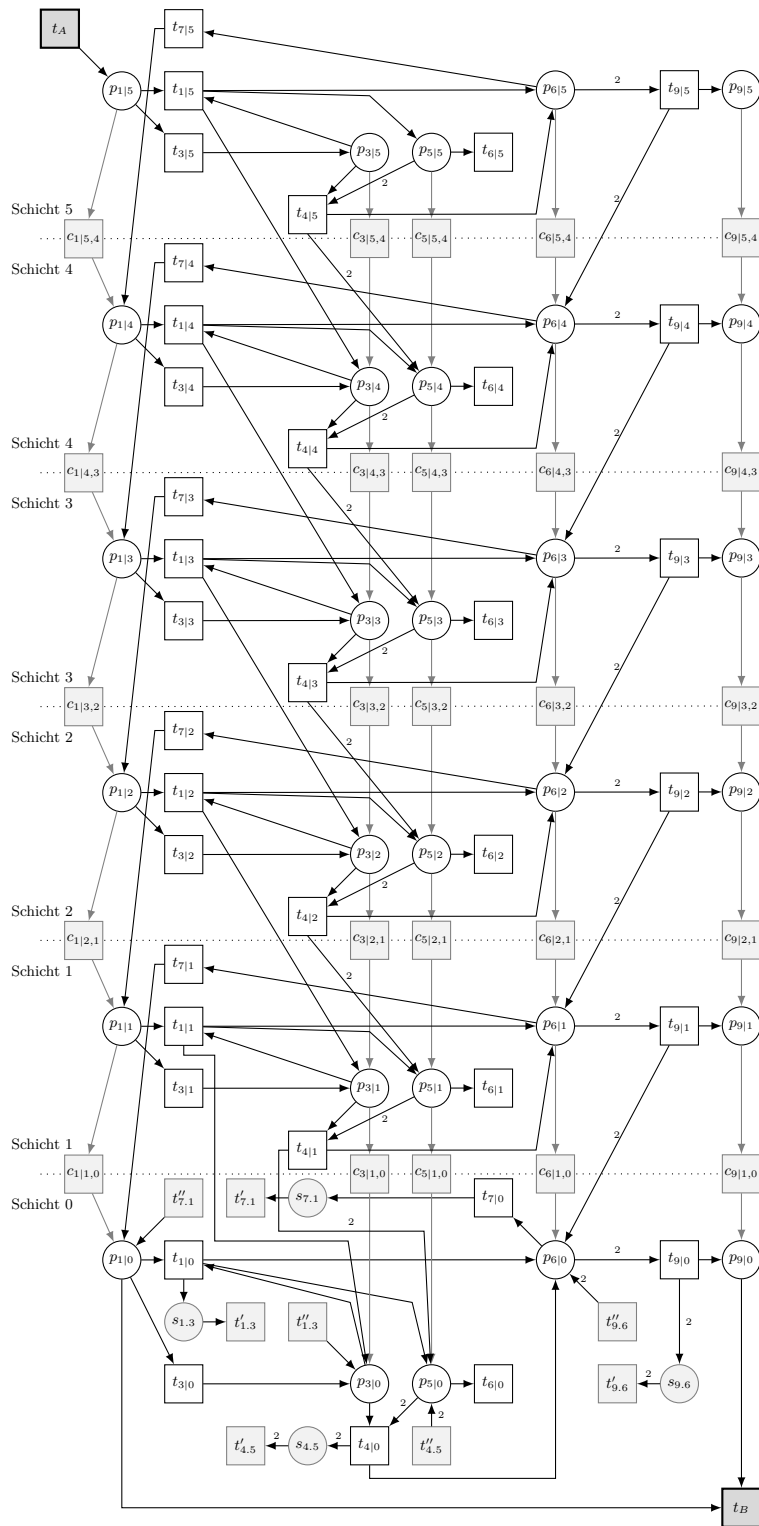 t_A
t_{7|5}
p_{1|5} t_{1|5} p_{6|5} 2 t_{9|5} p_{9|5}
t_{3|5} p_{3|5} p_{5|5} t_{6|5}
2
Schicht 5 t_{4|5} 2
c_{1|5,4} c_{3|5,4} c_{5|5,4} c_{6|5,4} c_{9|5,4}
Schicht 4 t_{7|4} 2
p_{1|4} t_{1|4} p_{6|4} 2 t_{9|4} p_{9|4}
t_{3|4} p_{3|4} p_{5|4} t_{6|4}
2
Schicht 4 t_{4|4} 2
c_{1|4,3} c_{3|4,3} c_{5|4,3} c_{6|4,3} c_{9|4,3}
Schicht 3 t_{7|3} 2
p_{1|3} t_{1|3} p_{6|3} 2 t_{9|3} p_{9|3}
t_{3|3} p_{3|3} p_{5|3} t_{6|3}
2
Schicht 3 t_{4|3} 2
c_{1|3,2} c_{3|3,2} c_{5|3,2} c_{6|3,2} c_{9|3,2}
Schicht 2 t_{7|2} 2
p_{1|2} t_{1|2} p_{6|2} 2 t_{9|2} p_{9|2}
t_{3|2} p_{3|2} p_{5|2} t_{6|2}
2
Schicht 2 t_{4|2} 2
c_{1|2,1} c_{3|2,1} c_{5|2,1} c_{6|2,1} c_{9|2,1}
Schicht 1 t_{7|1} 2
p_{1|1} t_{1|1} p_{6|1} 2 t_{9|1} p_{9|1}
t_{3|1} p_{3|1} p_{5|1} t_{6|1}
2
Schicht 1 t_{4|1} 2
c_{1|1,0} c_{3|1,0} c_{5|1,0} c_{6|1,0} c_{9|1,0}
Schicht 0 t''_{7.1} t'_{7.1} s_{7.1} t_{7|0}
2
p_{1|0} t_{1|0} p_{6|0} 2 t_{9|0} p_{9|0}
2
s_{1.3} t'_{1.3} t''_{1.3} t''_{9.6} 2
t_{3|0} p_{3|0} p_{5|0} t_{6|0} t'_{9.6} 2 s_{9.6}
2 2
t'_{4.5} 2 s_{4.5} 2 t_{4|0} t''_{4.5}
t_B